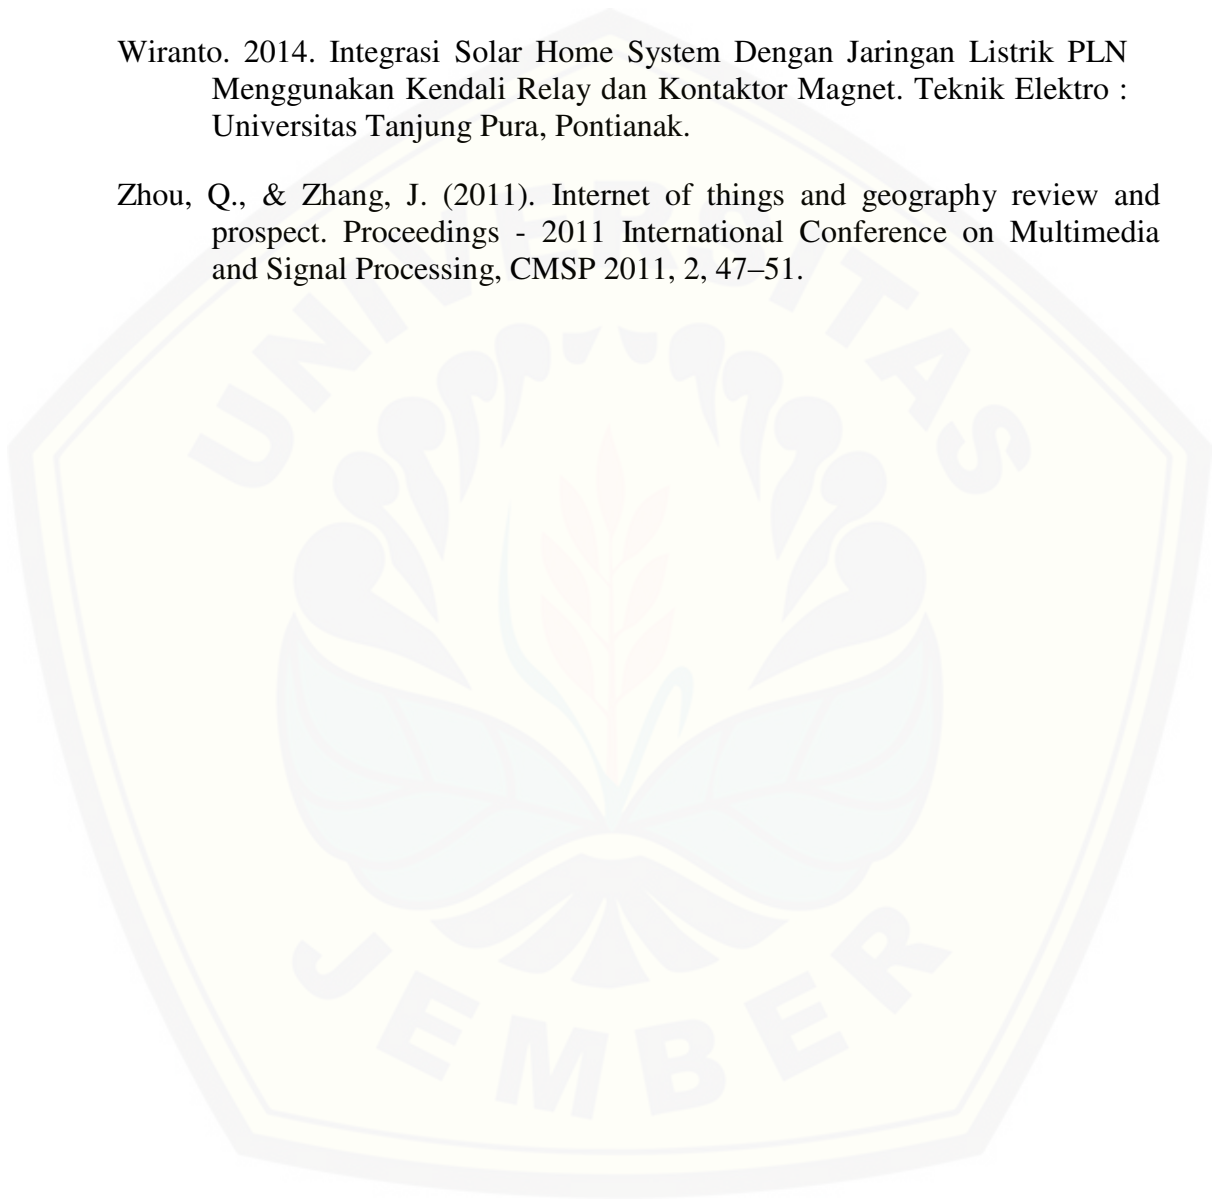 Wiranto. 2014. Integrasi Solar Home System Dengan Jaringan Listrik PLN
Menggunakan Kendali Relay dan Kontaktor Magnet. Teknik Elektro :
Universitas Tanjung Pura, Pontianak.
Zhou, Q., & Zhang, J. (2011). Internet of things and geography review and
prospect. Proceedings - 2011 International Conference on Multimedia
and Signal Processing, CMSP 2011, 2, 47–51.
UNIVERSITAS
JEMBER